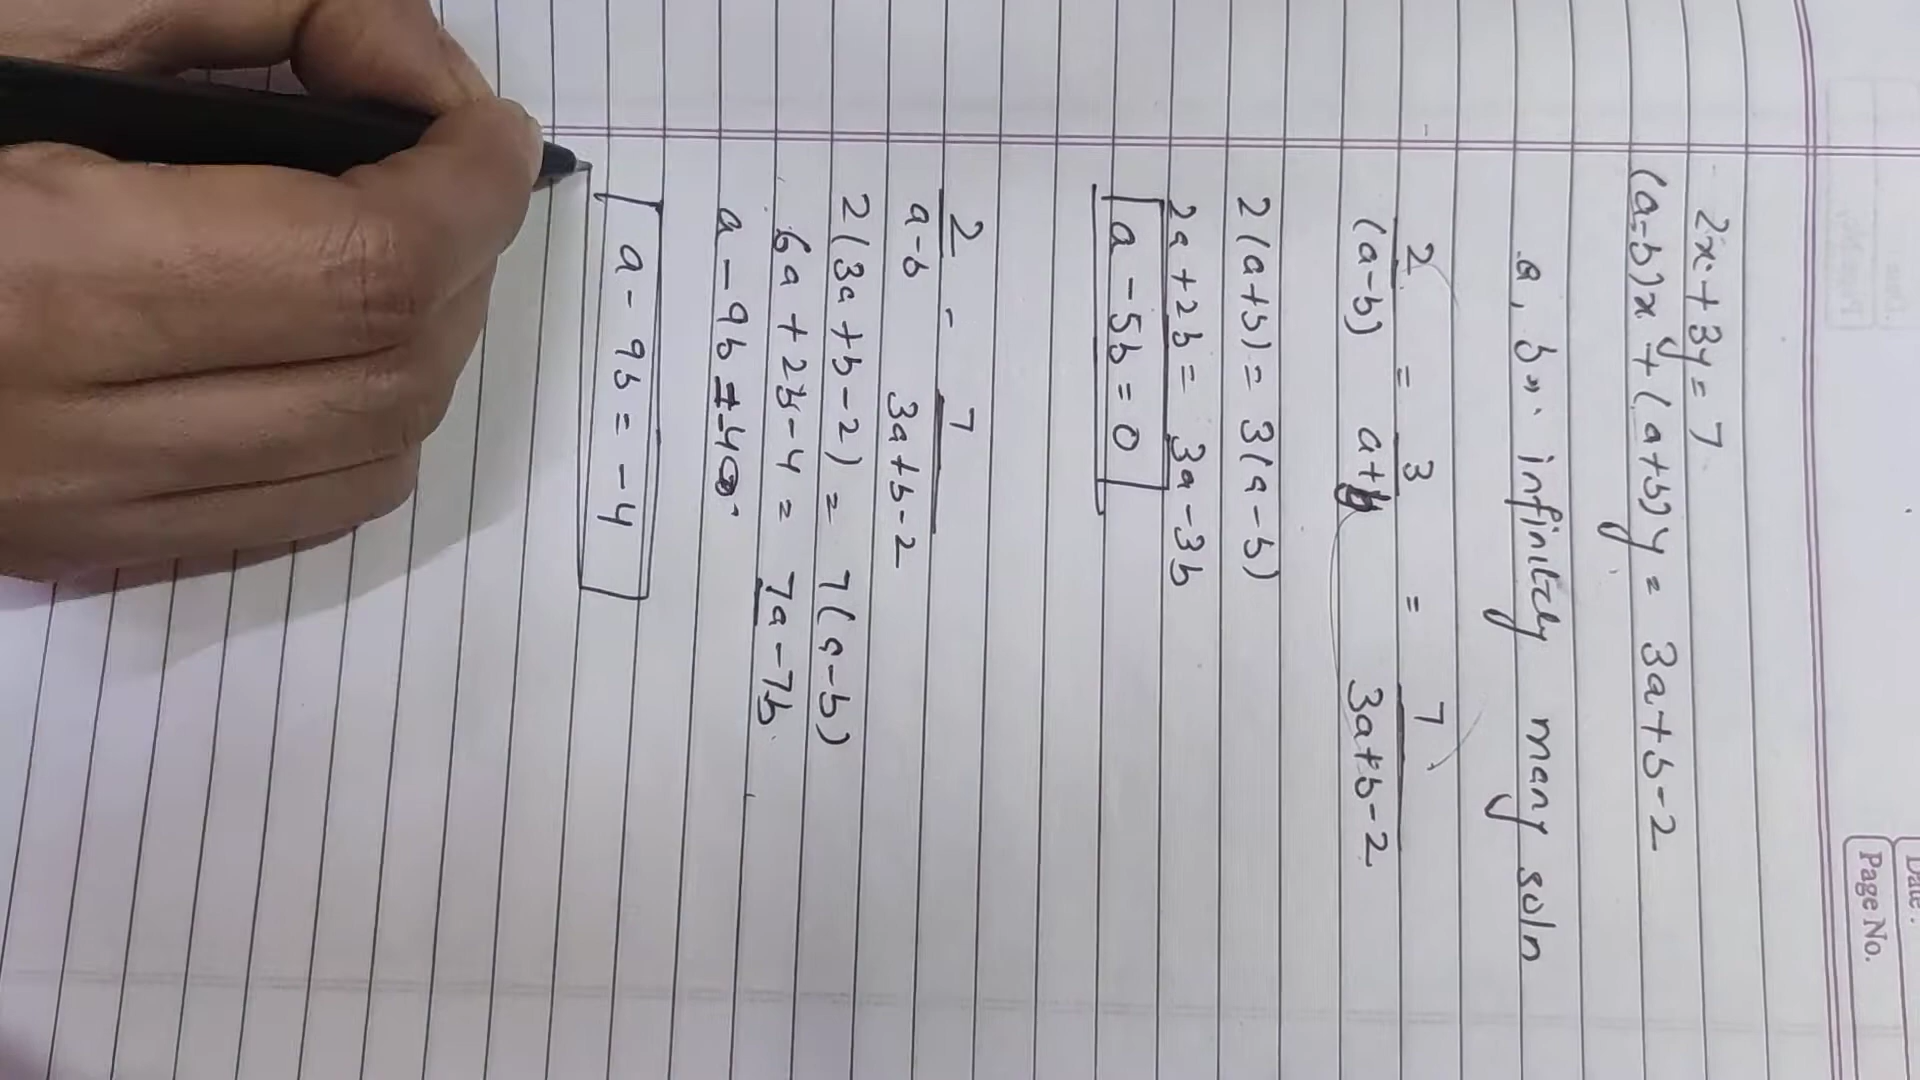 Date :
Page No.
2x + 3y = 7
(a-b)x + (a+b)y = 3a+b-2
a, b → infinitely many soln
2/(a-b) = 3/a+b = 7/3a+b-2
2(a+b) = 3(a-b)
2a+2b = 3a-3b
a-5b = 0
2/a-b = 7/3a+b-2
2(3a+b-2) = 7(a-b)
6a+2b-4 = 7a-7b
a-9b = -4
a-9b = -4